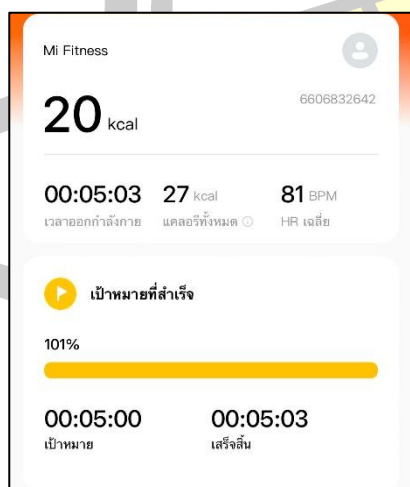 Mi Fitness
20 kcal
6606832642
00:05:03 27 kcal 81 BPM
เวลาออกกำลังกาย แคลอรีทั้งหมด HR เฉลี่ย
เป้าหมายที่สำเร็จ
101%
00:05:00 00:05:03
เป้าหมาย เสร็จสิ้น